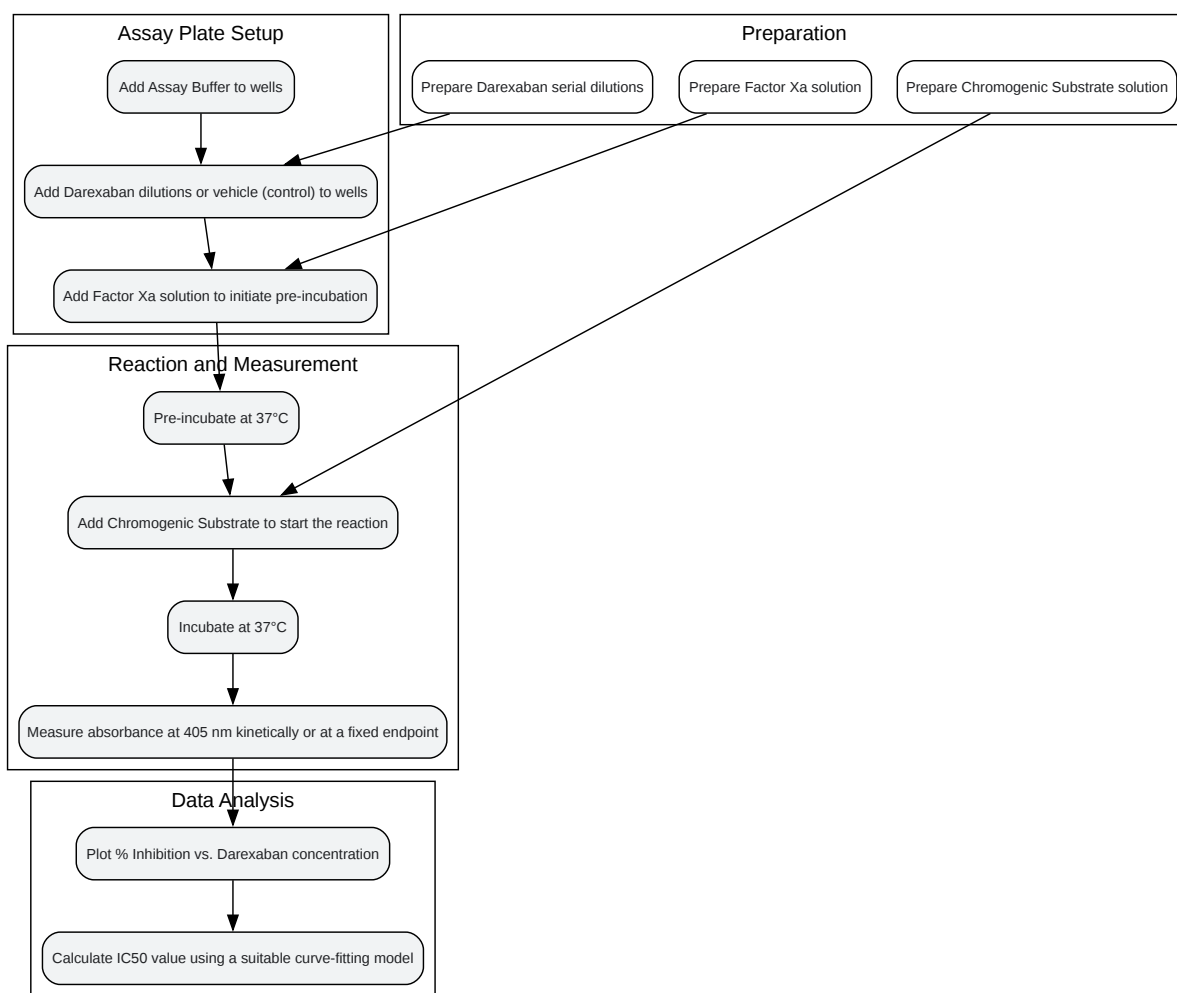 Assay Plate Setup
Add Assay Buffer to wells
Add Darexaban dilutions or vehicle (control) to wells
Add Factor Xa solution to initiate pre-incubation
Preparation
Prepare Darexaban serial dilutions
Prepare Factor Xa solution
Prepare Chromogenic Substrate solution
Reaction and Measurement
Pre-incubate at 37°C
Add Chromogenic Substrate to start the reaction
Incubate at 37°C
Measure absorbance at 405 nm kinetically or at a fixed endpoint
Data Analysis
Plot % Inhibition vs. Darexaban concentration
Calculate IC50 value using a suitable curve-fitting model